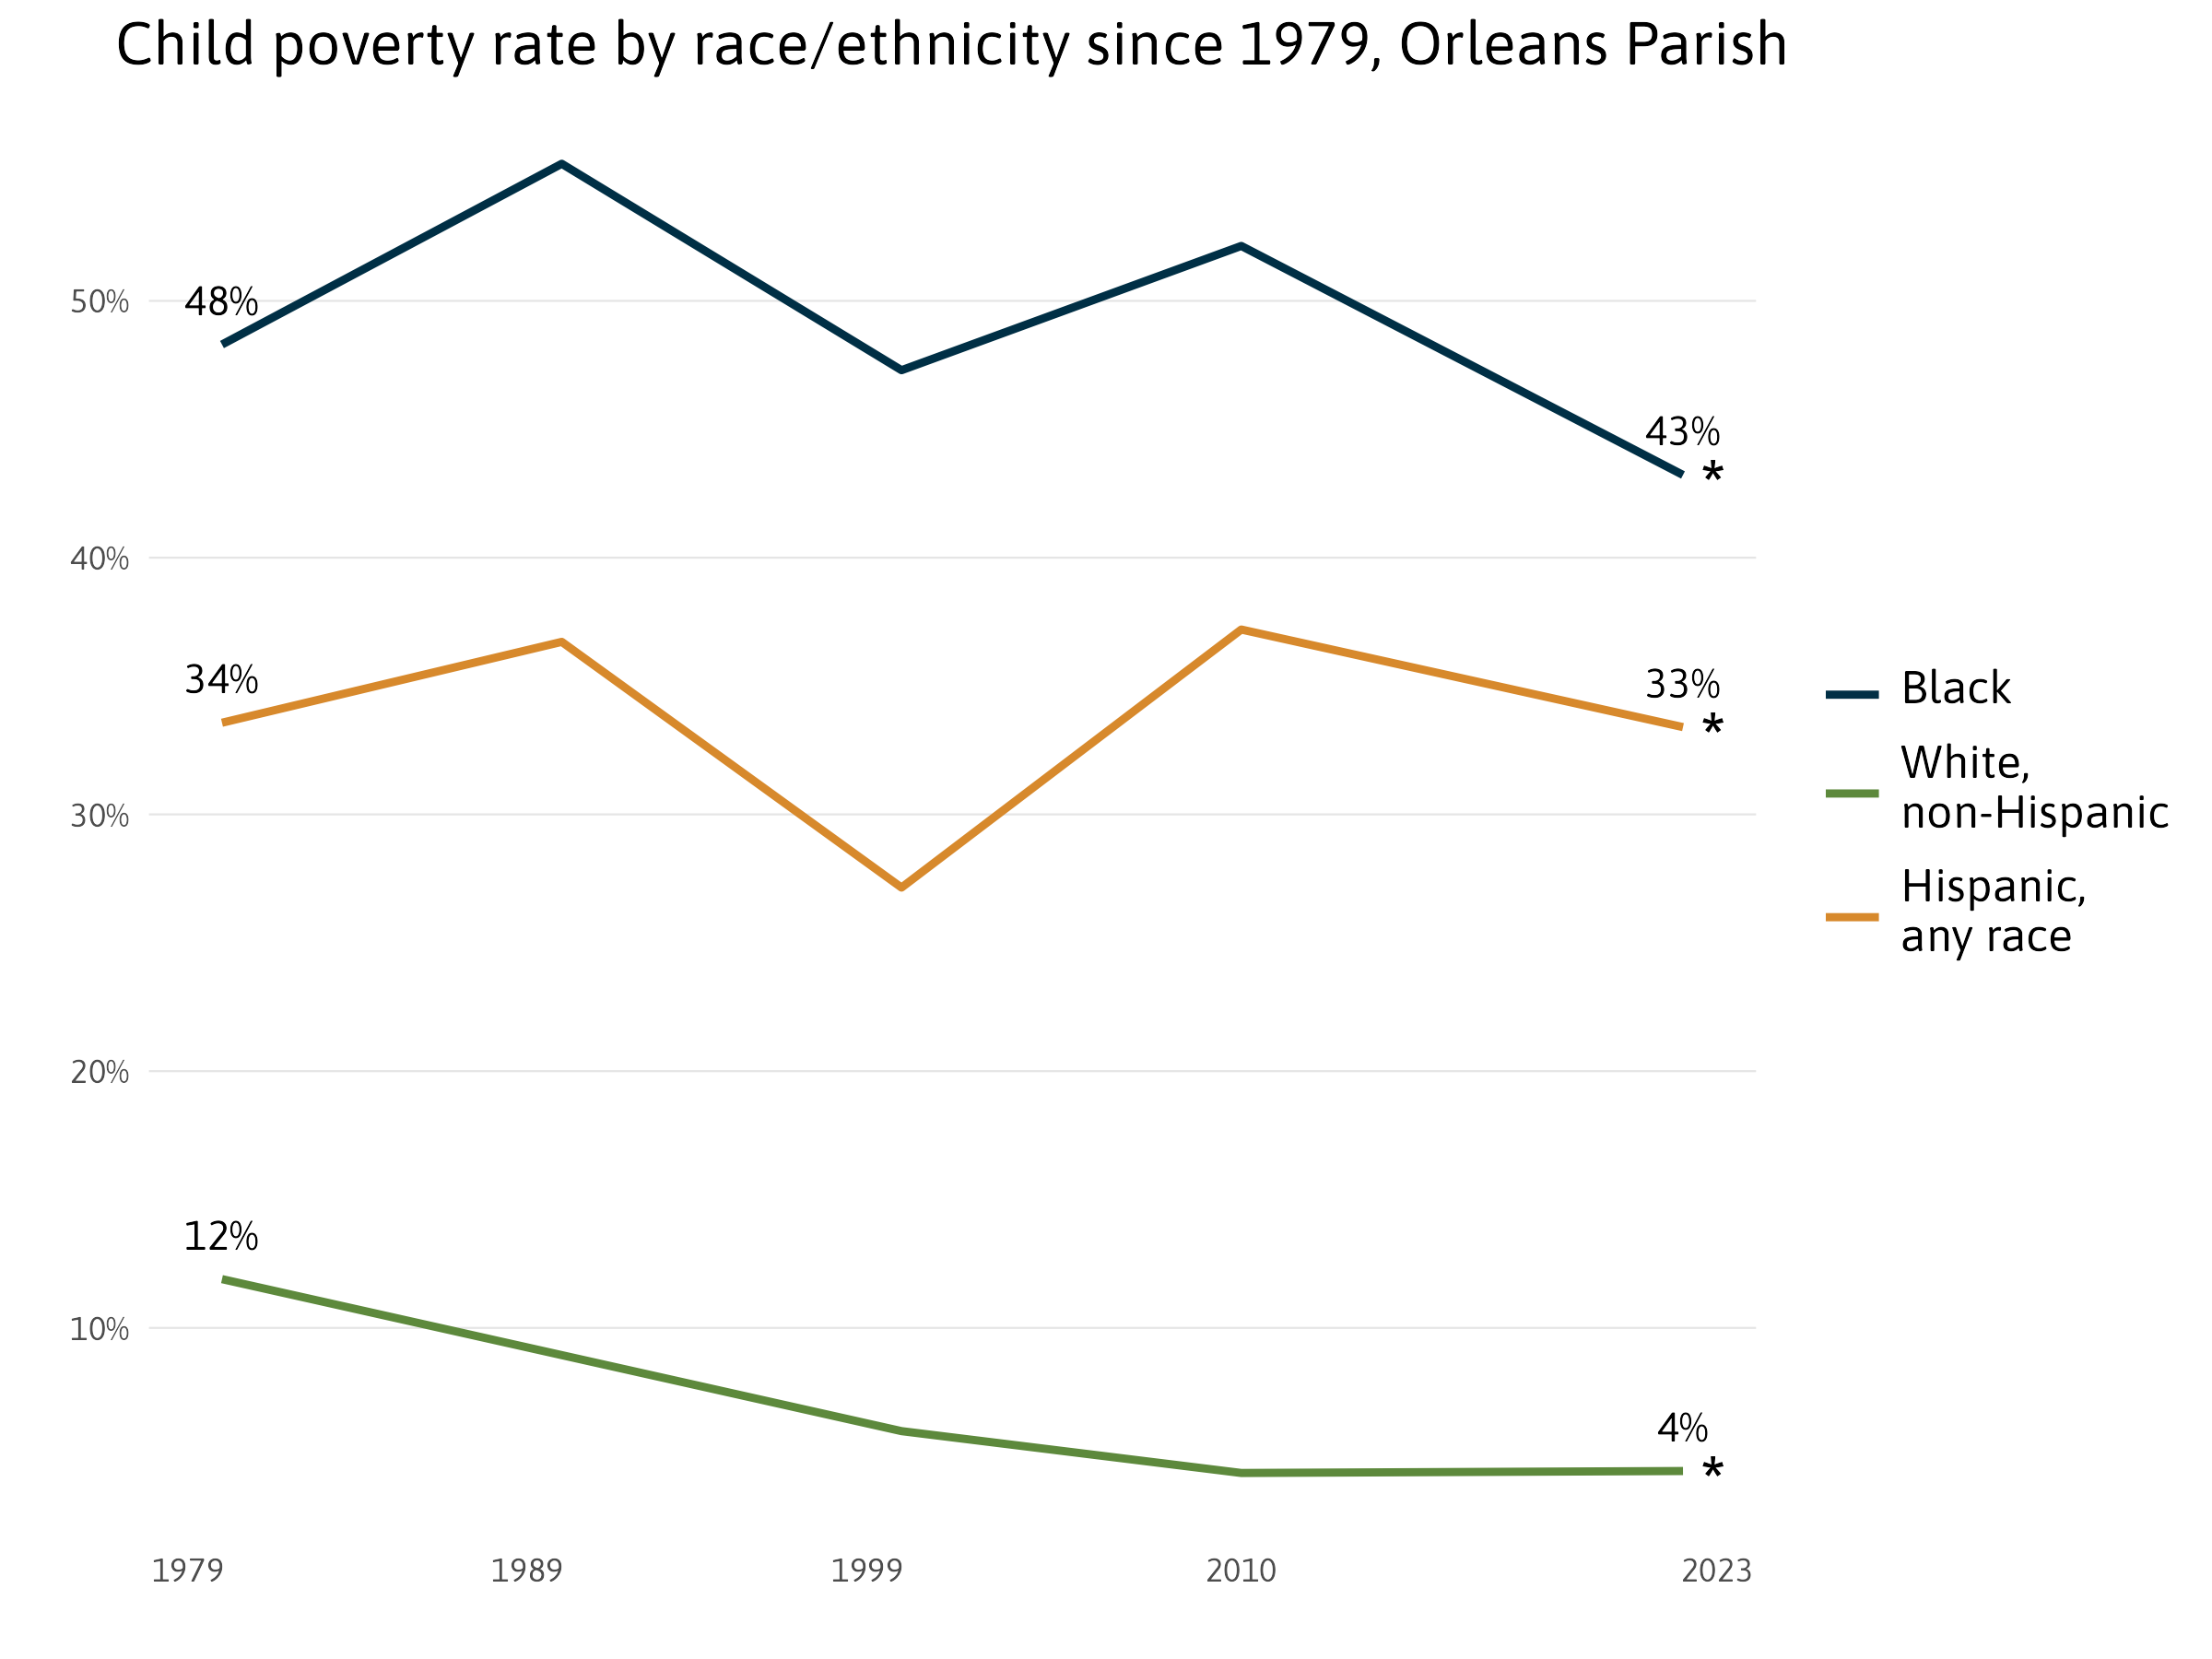 Child poverty rate by race/ethnicity since 1979, Orleans Parish
48%
50%
43%
*
40%
34%
33%
*
Black
White,
non-Hispanic
30%
Hispanic,
any race
20%
12%
10%
4%
*
1979 1989 1999 2010 2023